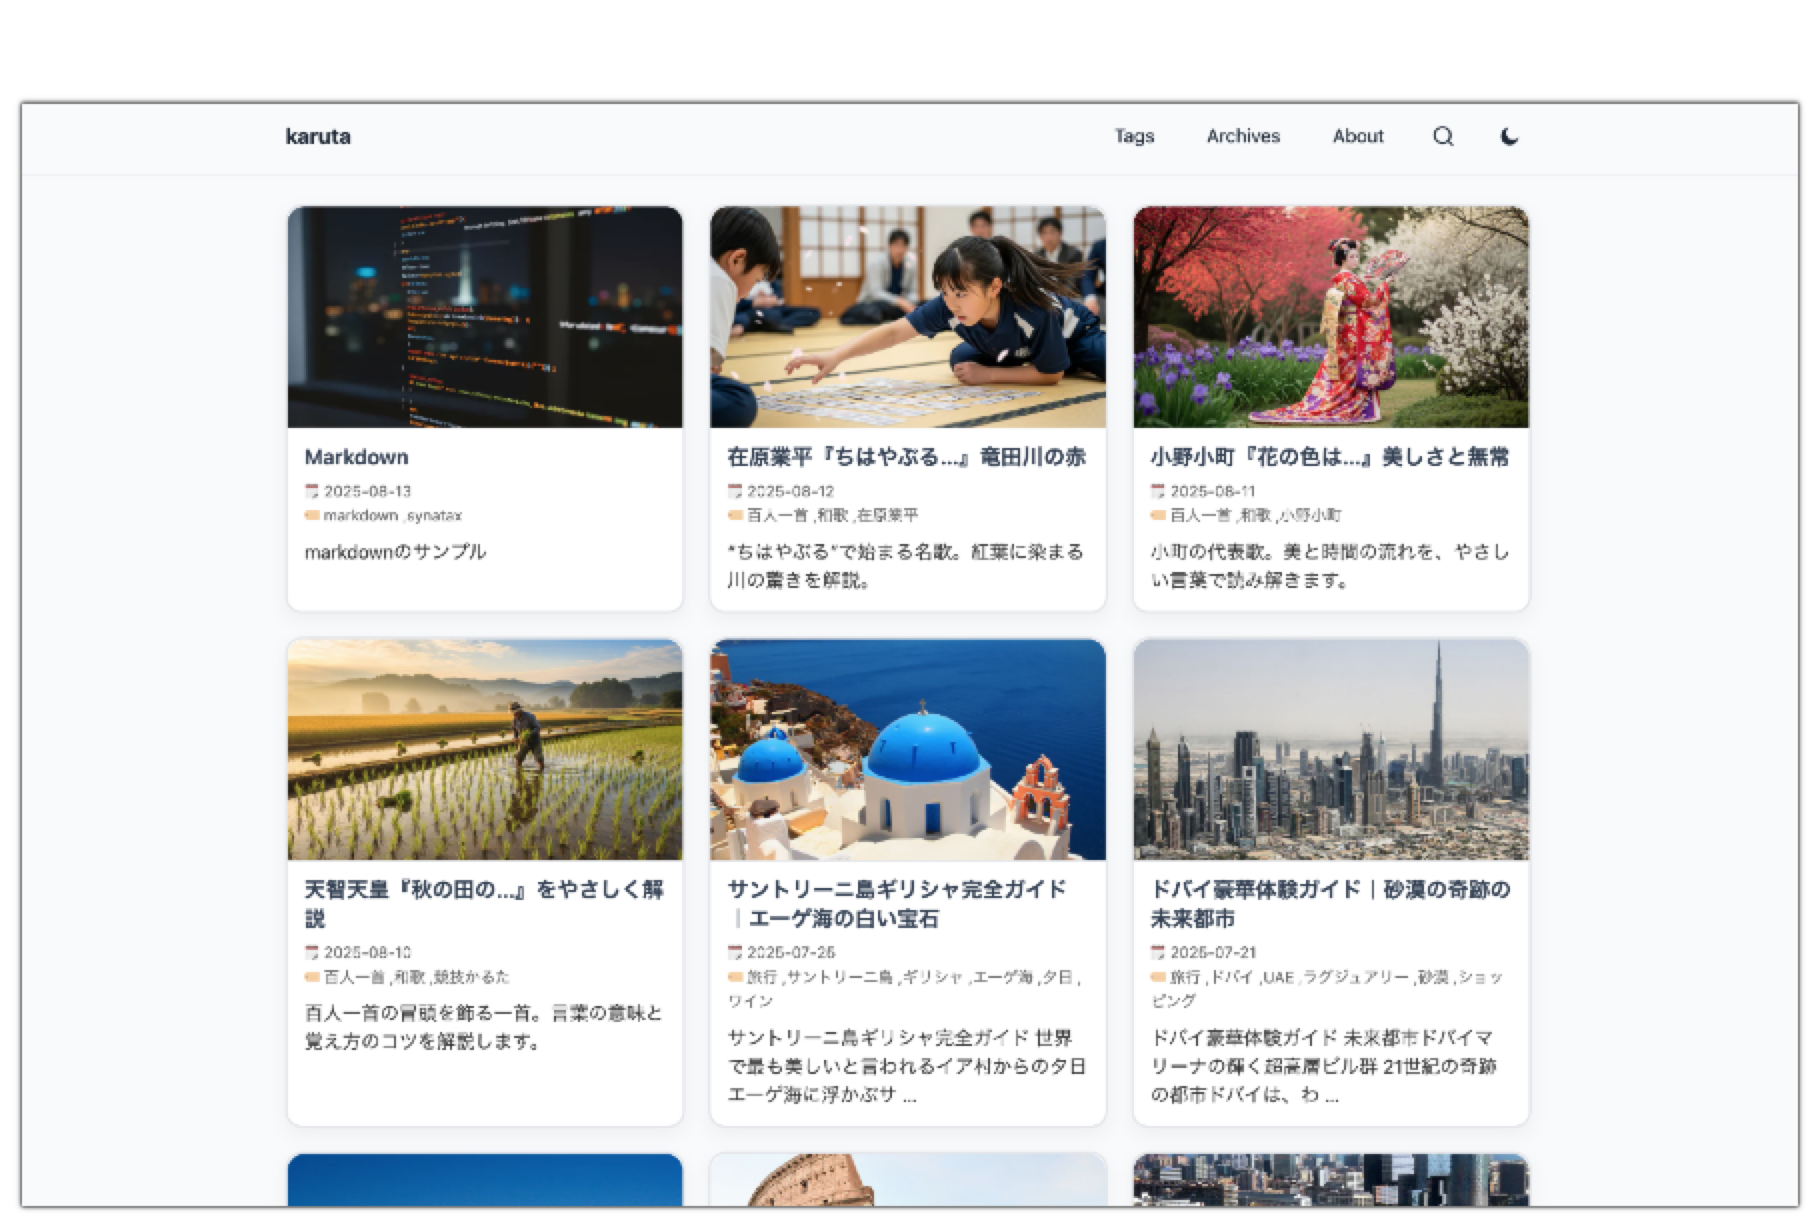 karuta
Tags
Archives
About
Markdown
2025-08-13
markdown ,synatax
markdownのサンプル
在原業平『ちはやぶる…』竜田川の赤
2025-08-12
百人一首 ,和歌 ,在原業平
"ちはやぶる"で始まる名歌。紅葉に染まる
川の驚きを解説。
小野小町『花の色は…』美しさと無常
2025-08-11
百人一首 ,和歌 ,小野小町
小町の代表歌。美と時間の流れを、やさし
い言葉で読み解きます。
天智天皇『秋の田の…』をやさしく解
説
2025-08-10
百人一首 ,和歌 ,競技かるた
百人一首の冒頭を飾る一首。言葉の意味と
覚え方のコツを解説します。
サントリーニ島ギリシャ完全ガイド
｜エーゲ海の白い宝石
2025-07-25
旅行 ,サントリーニ島 ,ギリシャ ,エーゲ海 ,夕日 ,
ワイン
サントリーニ島ギリシャ完全ガイド 世界
で最も美しいと言われるイア村からの夕日
エーゲ海に浮かぶサ ...
ドバイ豪華体験ガイド｜砂漠の奇跡の
未来都市
2025-07-21
旅行 ,ドバイ ,UAE ,ラグジュアリー ,砂漠 ,ショッ
ピング
ドバイ豪華体験ガイド 未来都市ドバイマ
リーナの輝く超高層ビル群 21世紀の奇跡
の都市ドバイは、わ ...